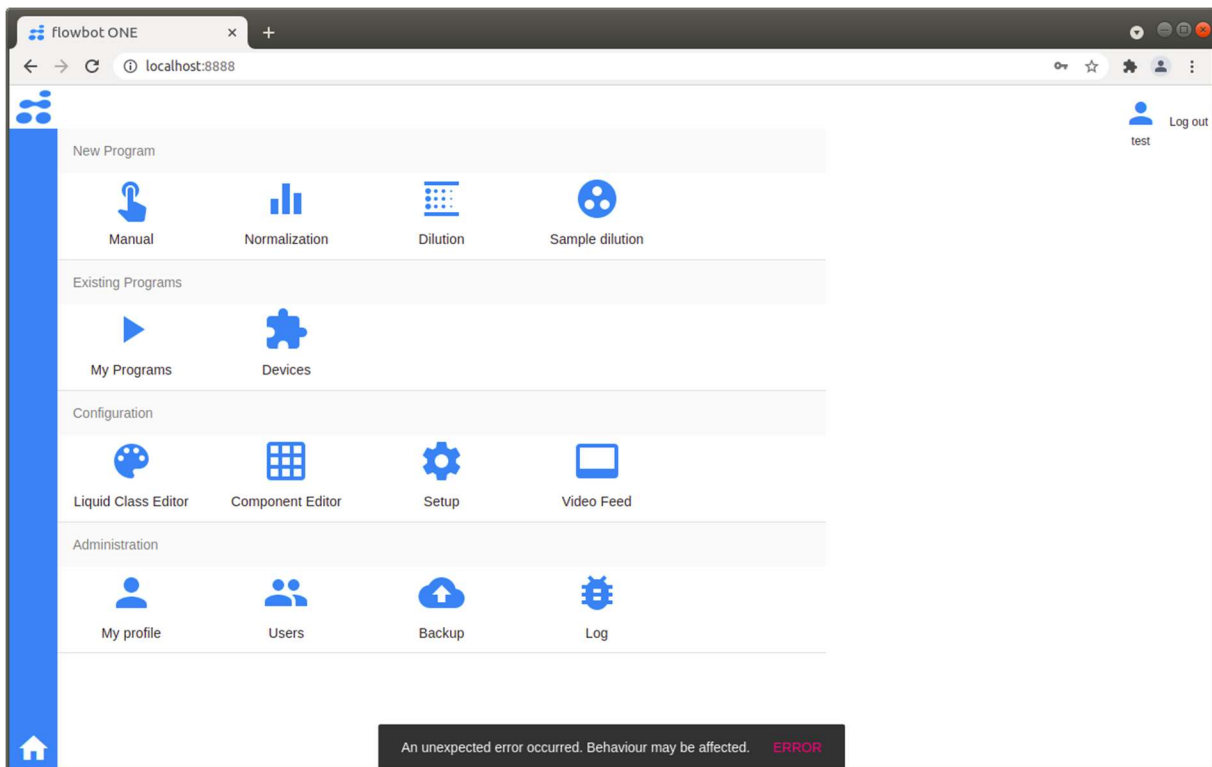 flowbot ONE
localhost:8888
Log out
test
New Program
Manual
Normalization
Dilution
Sample dilution
Existing Programs
My Programs
Devices
Configuration
Liquid Class Editor
Component Editor
Setup
Video Feed
Administration
My profile
Users
Backup
Log
An unexpected error occurred. Behaviour may be affected. ERROR